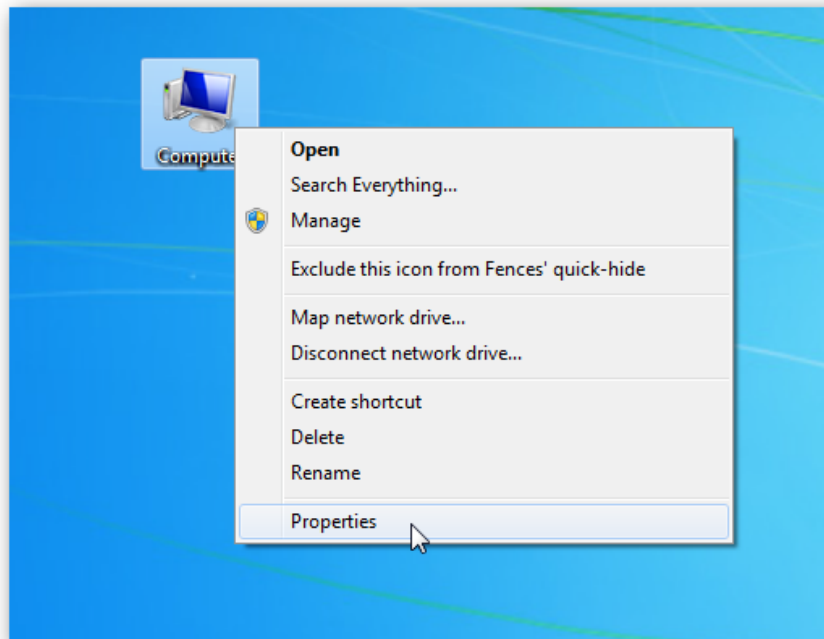 Compute
Open
Search Everything...
Manage
Exclude this icon from Fences' quick-hide
Map network drive...
Disconnect network drive...
Create shortcut
Delete
Rename
Properties